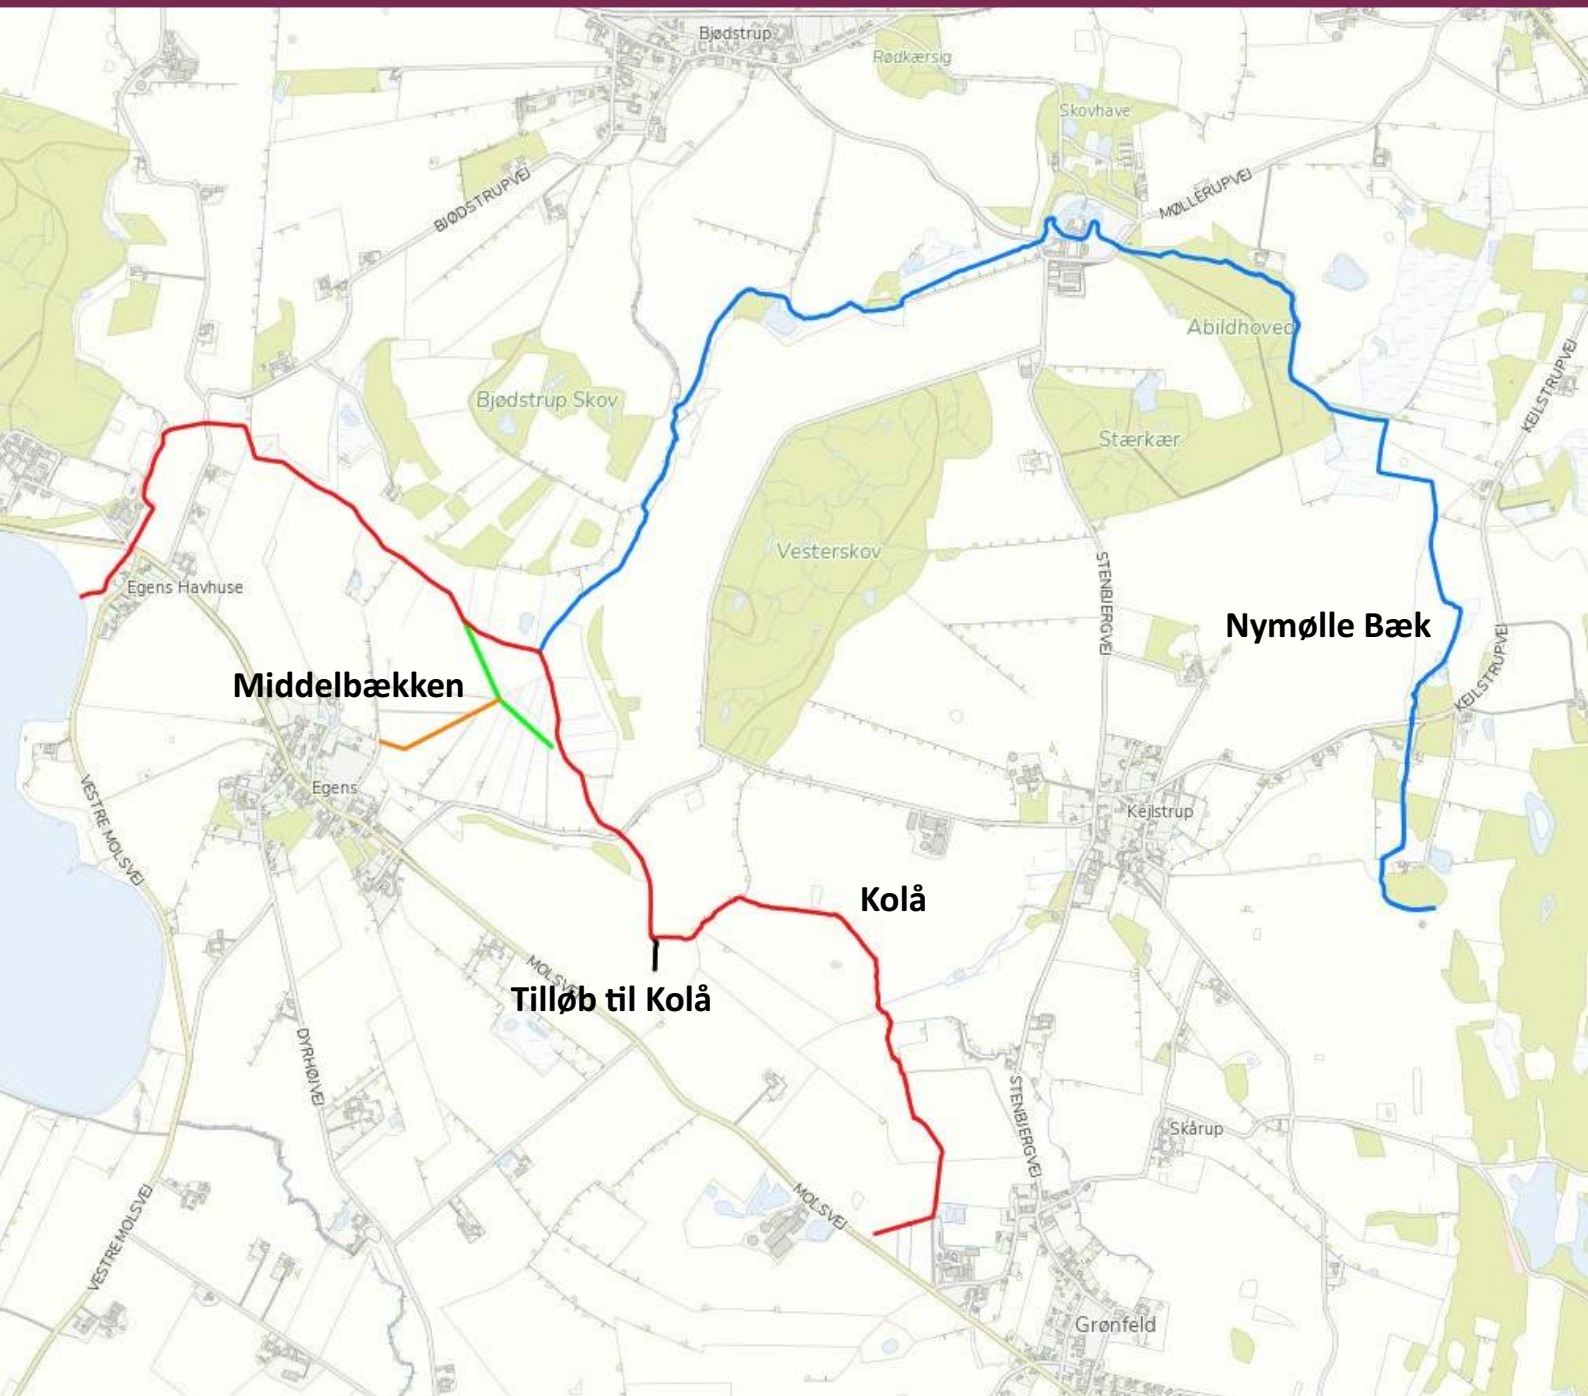 Bjødstrup
Rødkærsig
Skovhave
BJØDSTRUPVEJ
MØLLERUPVEJ
Abildhoved
KEJLSTRUPVEJ
Bjødstrup Skov
Stærkær
Vesterskov
STENBJERGVEJ
Egens Havhuse
Nymølle Bæk
Middelbækken
KEJLSTRUPVEJ
Egens
VESTRE MOLSVEJ
Kejlstrup
Kolå
MOLSVEJ
Tilløb til Kolå
DYRHØJVEJ
STENBJERGVEJ
Skårup
MOLSVEJ
VESTRE MOLSVEJ
Grønfeld